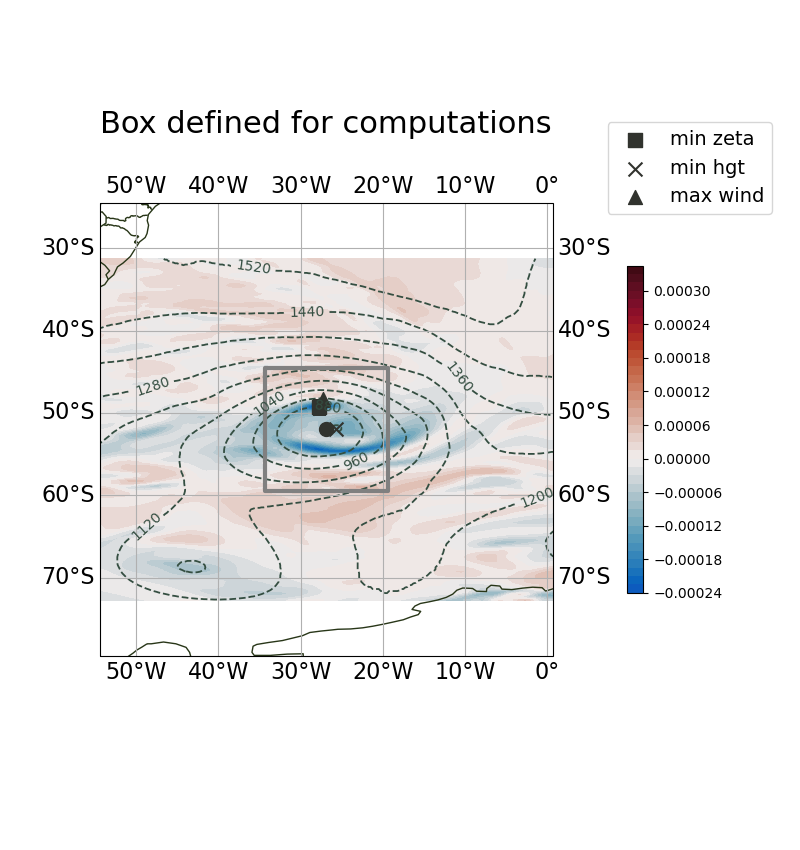 Box defined for computations
min zeta
min hgt
max wind
50°W 40°W 30°W 20°W 10°W 0°
30°S 30°S
40°S 40°S
50°S 50°S
60°S 60°S
70°S 70°S
50°W 40°W 30°W 20°W 10°W 0°
1520
1440
1360
1280
1040
960
1200
1120
0.00030
0.00024
0.00018
0.00012
0.00006
0.00000
−0.00006
−0.00012
−0.00018
−0.00024